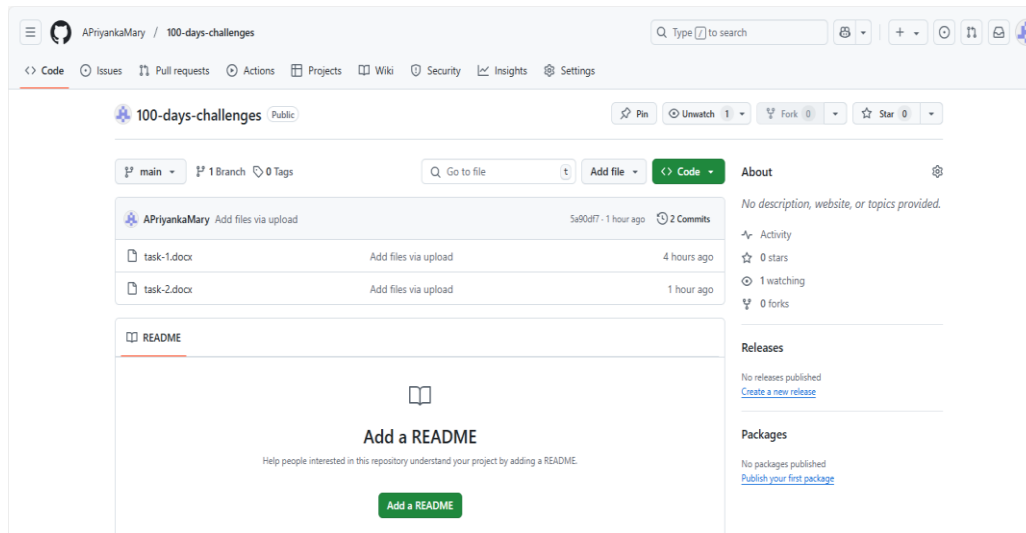 APriyankaMary / 100-days-challenges
Type / to search
Code Issues Pull requests Actions Projects Wiki Security Insights Settings
100-days-challenges Public
Pin Unwatch 1 Fork 0 Star 0
main 1 Branch 0 Tags Go to file t Add file Code
APriyankaMary Add files via upload 5a90df7 · 1 hour ago 2 Commits
task-1.docx Add files via upload 4 hours ago
task-2.docx Add files via upload 1 hour ago
README
Add a README
Help people interested in this repository understand your project by adding a README.
Add a README
About
No description, website, or topics provided.
Activity
0 stars
1 watching
0 forks
Releases
No releases published
Create a new release
Packages
No packages published
Publish your first package